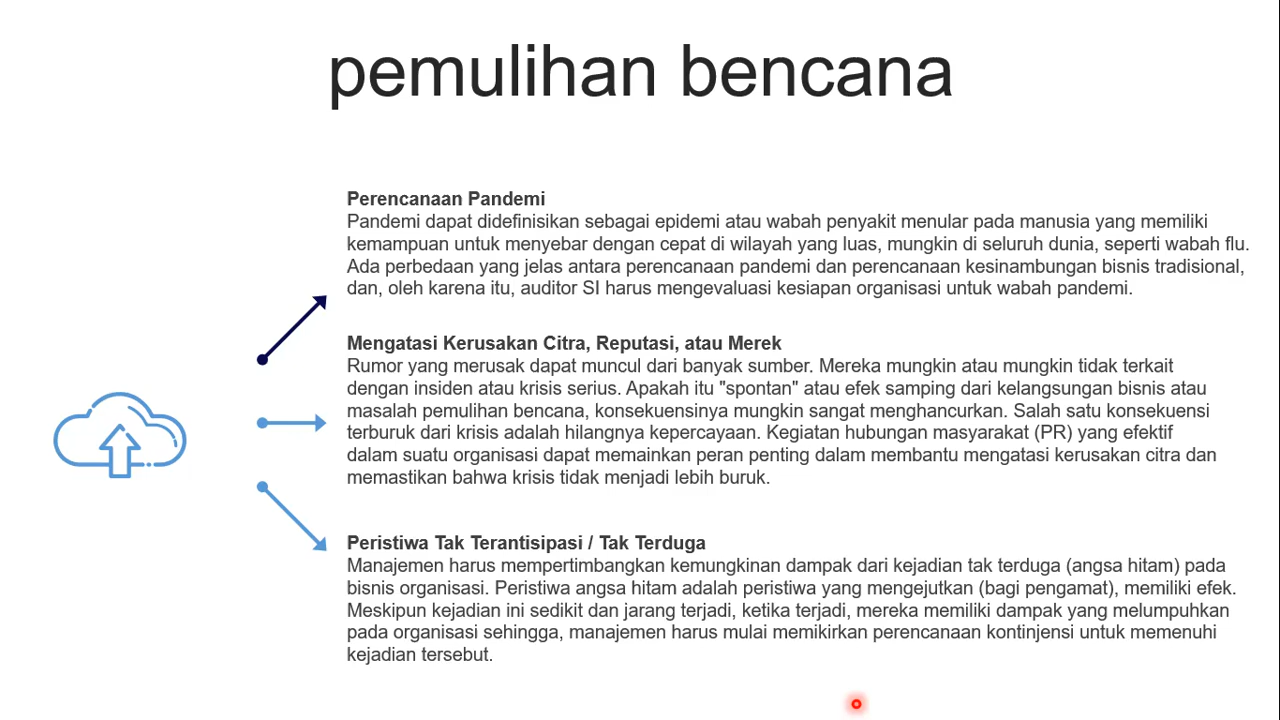 pemulihan bencana
Perencanaan Pandemi
Pandemi dapat didefinisikan sebagai epidemi atau wabah penyakit menular pada manusia yang memiliki
kemampuan untuk menyebar dengan cepat di wilayah yang luas, mungkin di seluruh dunia, seperti wabah flu.
Ada perbedaan yang jelas antara perencanaan pandemi dan perencanaan kesinambungan bisnis tradisional,
dan, oleh karena itu, auditor SI harus mengevaluasi kesiapan organisasi untuk wabah pandemi.
Mengatasi Kerusakan Citra, Reputasi, atau Merek
Rumor yang merusak dapat muncul dari banyak sumber. Mereka mungkin atau mungkin tidak terkait
dengan insiden atau krisis serius. Apakah itu "spontan" atau efek samping dari kelangsungan bisnis atau
masalah pemulihan bencana, konsekuensinya mungkin sangat menghancurkan. Salah satu konsekuensi
terburuk dari krisis adalah hilangnya kepercayaan. Kegiatan hubungan masyarakat (PR) yang efektif
dalam suatu organisasi dapat memainkan peran penting dalam membantu mengatasi kerusakan citra dan
memastikan bahwa krisis tidak menjadi lebih buruk.
Peristiwa Tak Terantisipasi / Tak Terduga
Manajemen harus mempertimbangkan kemungkinan dampak dari kejadian tak terduga (angsa hitam) pada
bisnis organisasi. Peristiwa angsa hitam adalah peristiwa yang mengejutkan (bagi pengamat), memiliki efek.
Meskipun kejadian ini sedikit dan jarang terjadi, ketika terjadi, mereka memiliki dampak yang melumpuhkan
pada organisasi sehingga, manajemen harus mulai memikirkan perencanaan kontinjensi untuk memenuhi
kejadian tersebut.